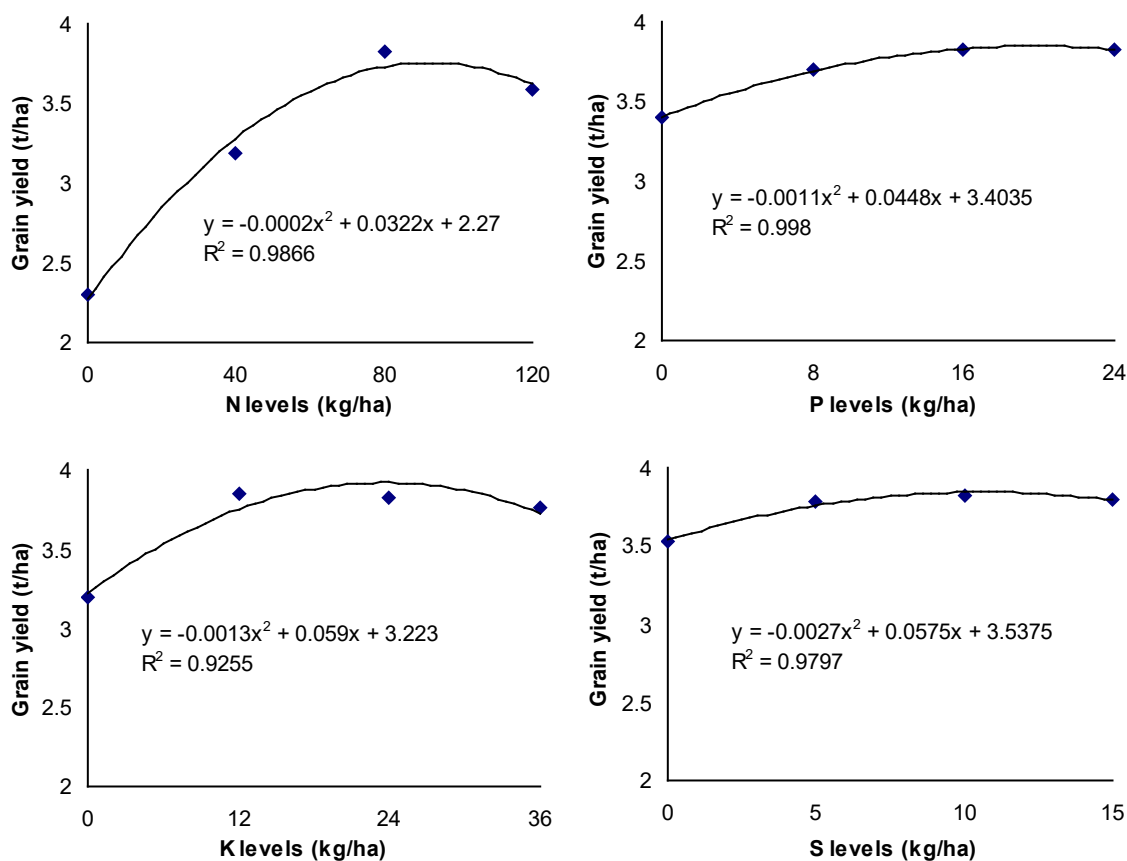 4
3.5
3
2.5
2
Grain yield (t/ha)
y = -0.0002x² + 0.0322x + 2.27
R² = 0.9866
0 40 80 120
N levels (kg/ha)
4
3.5
3
2.5
2
Grain yield (t/ha)
y = -0.0011x² + 0.0448x + 3.4035
R² = 0.998
0 8 16 24
P levels (kg/ha)
4
3.5
3
2.5
2
Grain yield (t/ha)
y = -0.0013x² + 0.059x + 3.223
R² = 0.9255
0 12 24 36
K levels (kg/ha)
4
3.5
3
2.5
2
Grain yield (t/ha)
y = -0.0027x² + 0.0575x + 3.5375
R² = 0.9797
0 5 10 15
S levels (kg/ha)